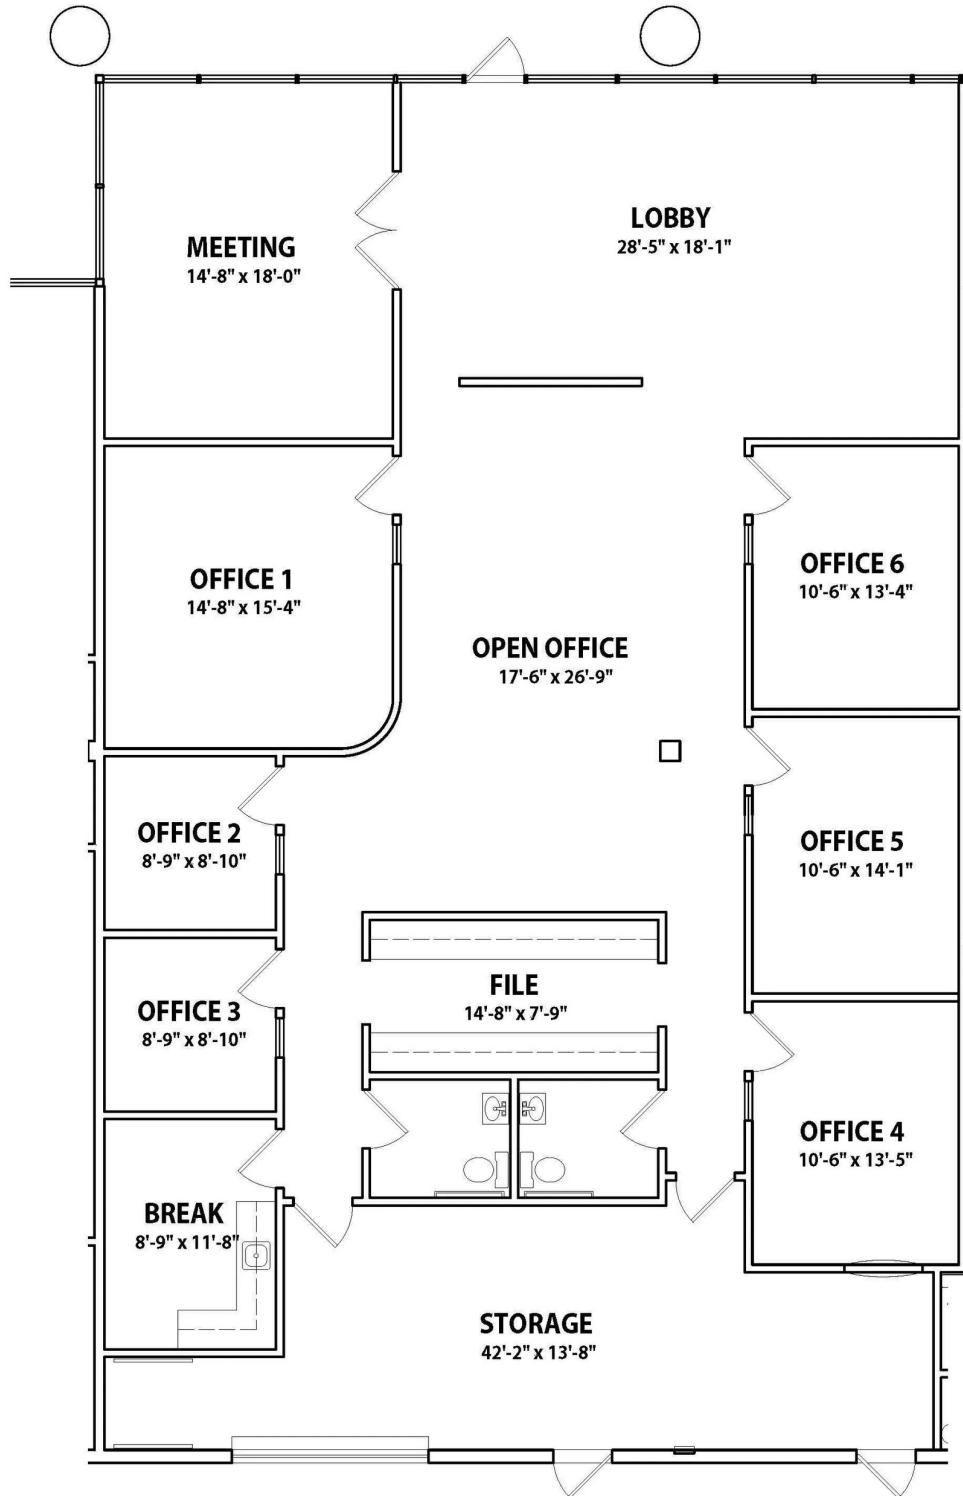 LOBBY
28'-5" x 18'-1"
MEETING
14'-8" x 18'-0"
OFFICE 1
14'-8" x 15'-4"
OFFICE 6
10'-6" x 13'-4"
OPEN OFFICE
17'-6" x 26'-9"
OFFICE 2
8'-9" x 8'-10"
OFFICE 5
10'-6" x 14'-1"
FILE
14'-8" x 7'-9"
OFFICE 3
8'-9" x 8'-10"
OFFICE 4
10'-6" x 13'-5"
BREAK
8'-9" x 11'-8"
STORAGE
42'-2" x 13'-8"